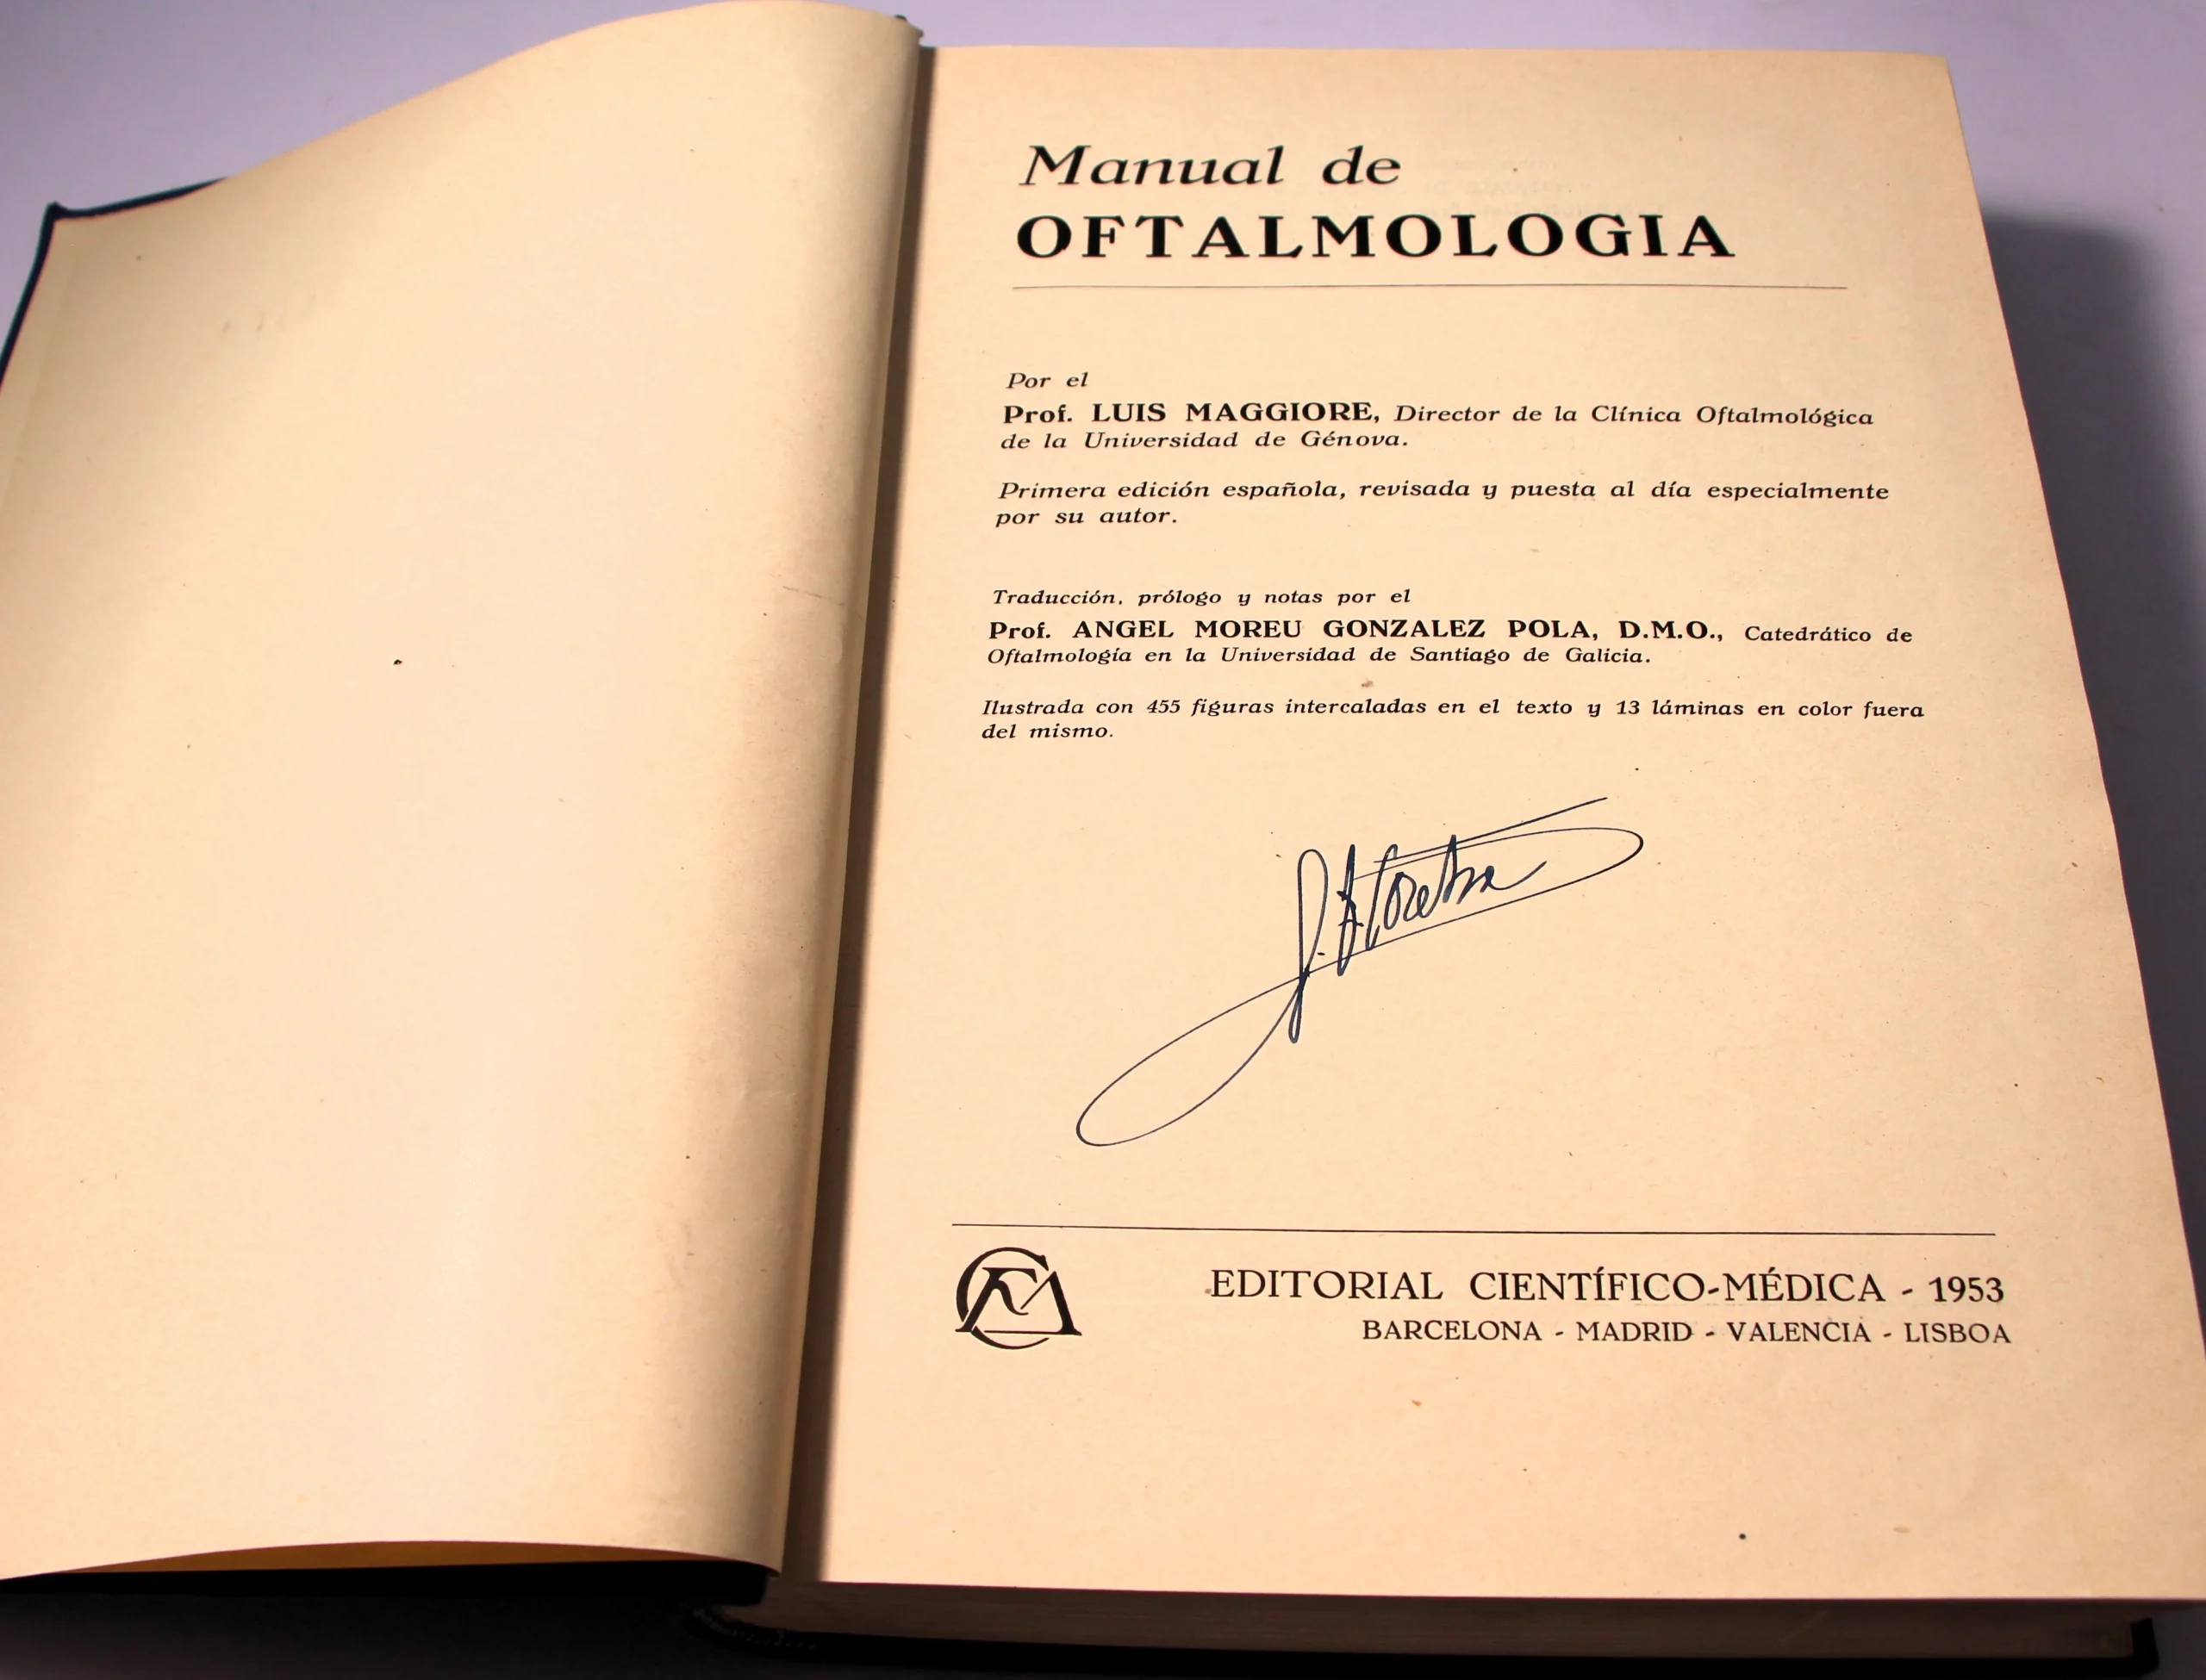 Manual de
OFTALMOLOGIA
Por el
Prof. LUIS MAGGIORE, Director de la Clínica Oftalmológica
de la Universidad de Génova.
Primera edición española, revisada y puesta al día especialmente
por su autor.
Traducción, prólogo y notas por el
Prof. ANGEL MOREU GONZALEZ POLA, D.M.O., Catedrático de
Oftalmología en la Universidad de Santiago de Galicia.
Ilustrada con 455 figuras intercaladas en el texto y 13 láminas en color fuera
del mismo.
EDITORIAL CIENTÍFICO-MÉDICA - 1953
BARCELONA - MADRID - VALENCIA - LISBOA